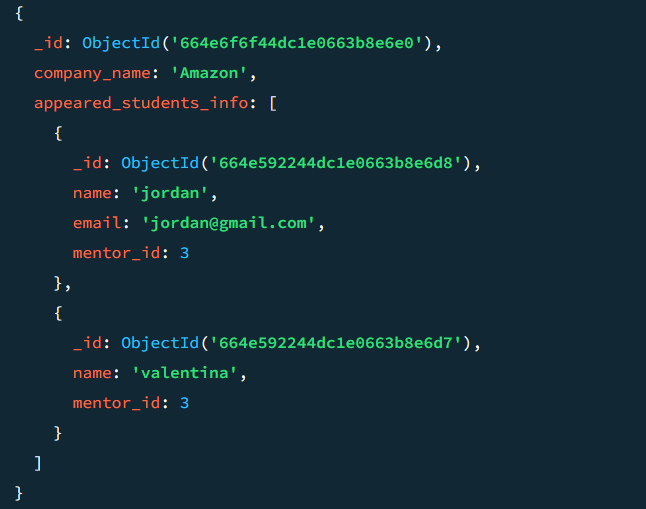 {
_id: ObjectId('664e6f6f44dc1e0663b8e6e0'),
company_name: 'Amazon',
appeared_students_info: [
{
_id: ObjectId('664e592244dc1e0663b8e6d8'),
name: 'jordan',
email: 'jordan@gmail.com',
mentor_id: 3
},
{
_id: ObjectId('664e592244dc1e0663b8e6d7'),
name: 'valentina',
mentor_id: 3
}
]
}